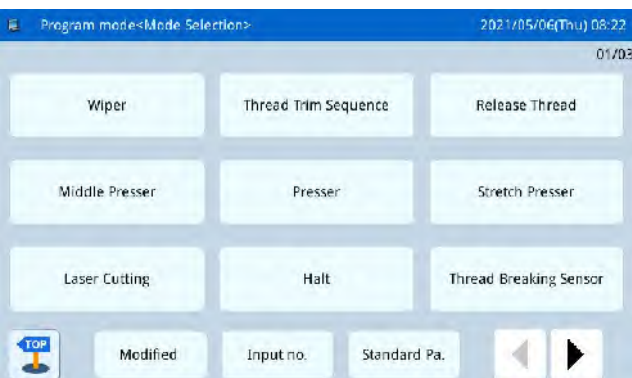 Program mode<Mode Selection> 2021/05/06(Thu) 08:22
01/03
Wiper Thread Trim Sequence Release Thread
Middle Presser Presser Stretch Presser
Laser Cutting Halt Thread Breaking Sensor
TOP Modified Input no. Standard Pa.